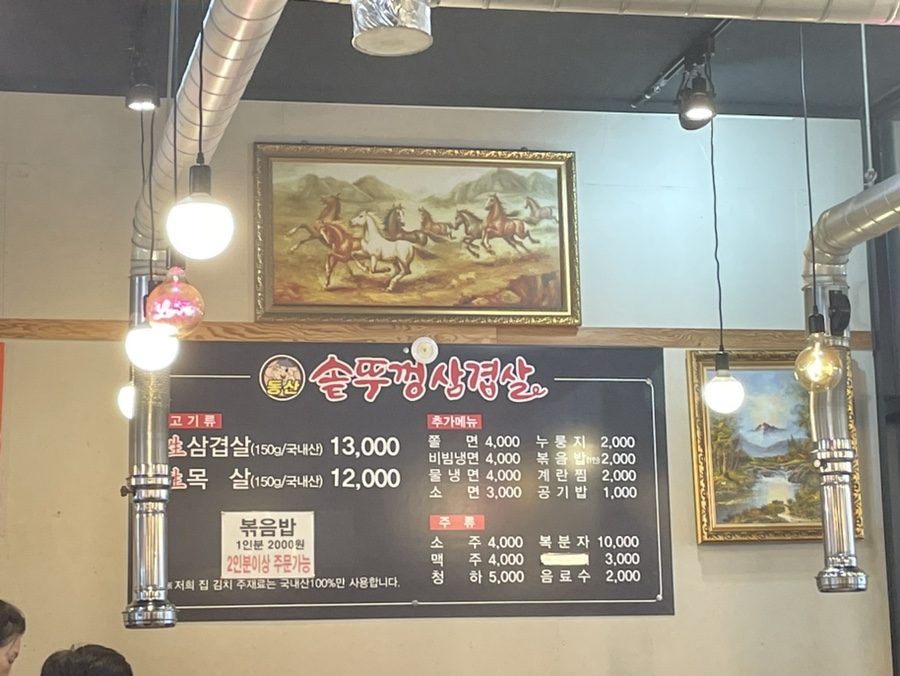 동산 솥뚜껑삼겹살
고기류
生삼겹살(150g/국내산) 13,000
生목 살(150g/국내산) 12,000
볶음밥
1인분 2000원
2인분이상 주문가능
※저희 집 김치 주재료는 국내산100%만 사용합니다.
추가메뉴
쫄 면 4,000 누룽지 2,000
비빔냉면 4,000 볶음밥(1인) 2,000
물냉면 4,000 계란찜 2,000
소 면 3,000 공기밥 1,000
주 류
소 주 4,000 복분자 10,000
맥 주 4,000 3,000
청 하 5,000 음료수 2,000